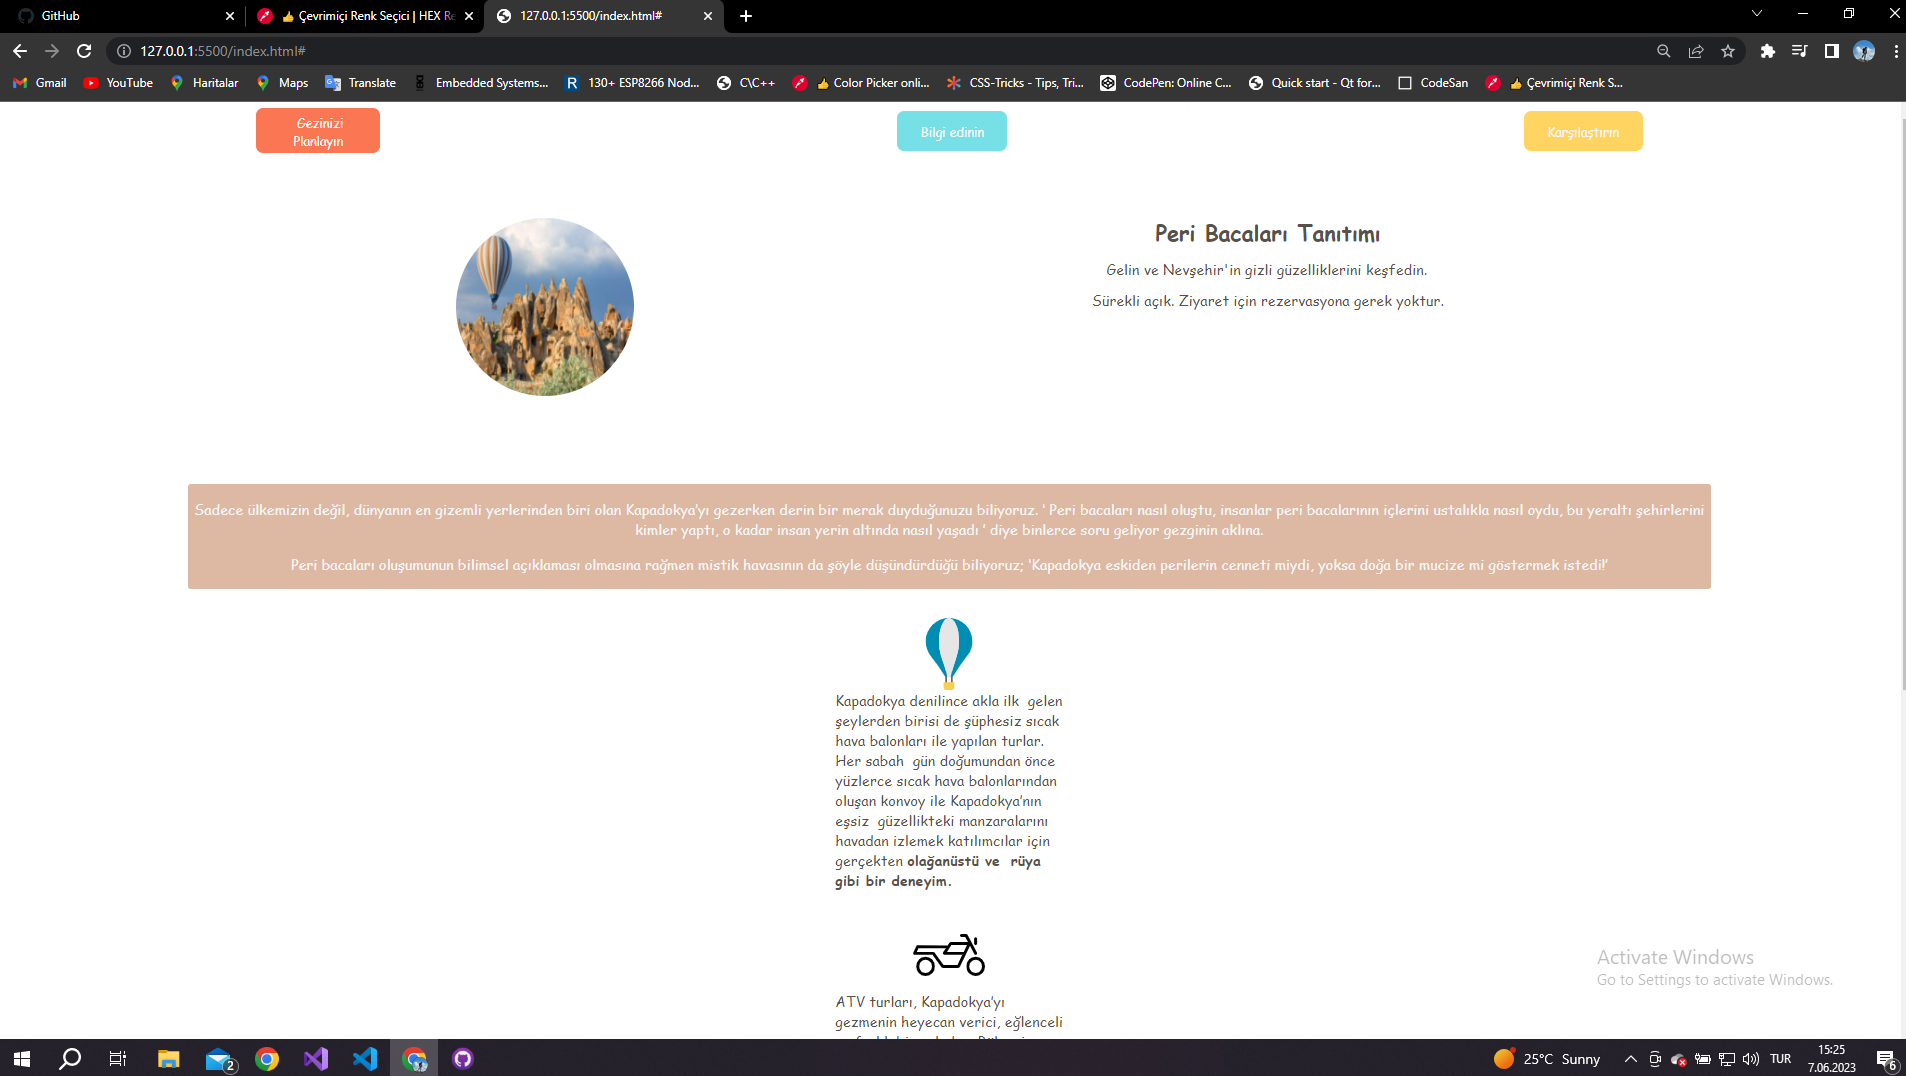 GitHub
Çevrimiçi Renk Seçici | HEX Re
127.0.0.1:5500/index.html#
127.0.0.1:5500/index.html#
Gmail YouTube Haritalar Maps Translate Embedded Systems... 130+ ESP8266 Nod... C\C++ Color Picker onli... CSS-Tricks - Tips, Tri... CodePen: Online C... Quick start - Qt for... CodeSan Çevrimiçi Renk S...
Gezinizi
Planlayın
Bilgi edinin
Karşılaştırın
Peri Bacaları Tanıtımı
Gelin ve Nevşehir'in gizli güzelliklerini keşfedin.
Sürekli açık. Ziyaret için rezervasyona gerek yoktur.
Sadece ülkemizin değil, dünyanın en gizemli yerlerinden biri olan Kapadokya'yı gezerken derin bir merak duyduğunuzu biliyoruz. ' Peri bacaları nasıl oluştu, insanlar peri bacalarının içlerini ustalıkla nasıl oydu, bu yeraltı şehirlerini
kimler yaptı, o kadar insan yerin altında nasıl yaşadı ' diye binlerce soru geliyor gezginin aklına.
Peri bacaları oluşumunun bilimsel açıklaması olmasına rağmen mistik havasının da şöyle düşündürdüğü biliyoruz; 'Kapadokya eskiden perilerin cenneti miydi, yoksa doğa bir mucize mi göstermek istedi!'
Kapadokya denilince akla ilk gelen
şeylerden birisi de şüphesiz sıcak
hava balonları ile yapılan turlar.
Her sabah gün doğumundan önce
yüzlerce sıcak hava balonlarından
oluşan konvoy ile Kapadokya'nın
eşsiz güzellikteki manzaralarını
havadan izlemek katılımcılar için
gerçekten olağanüstü ve rüya
gibi bir deneyim.
ATV turları, Kapadokya'yı
gezmenin heyecan verici, eğlenceli
Activate Windows
Go to Settings to activate Windows.
2
25°C Sunny
TUR
15:25
7.06.2023
6